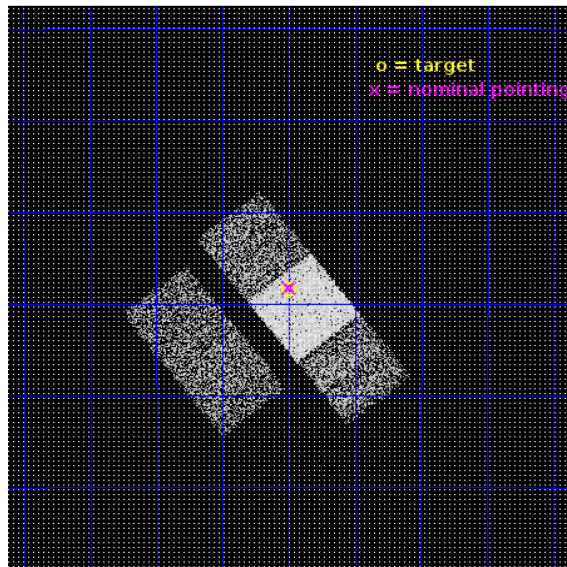 o = target
x = nominal pointing